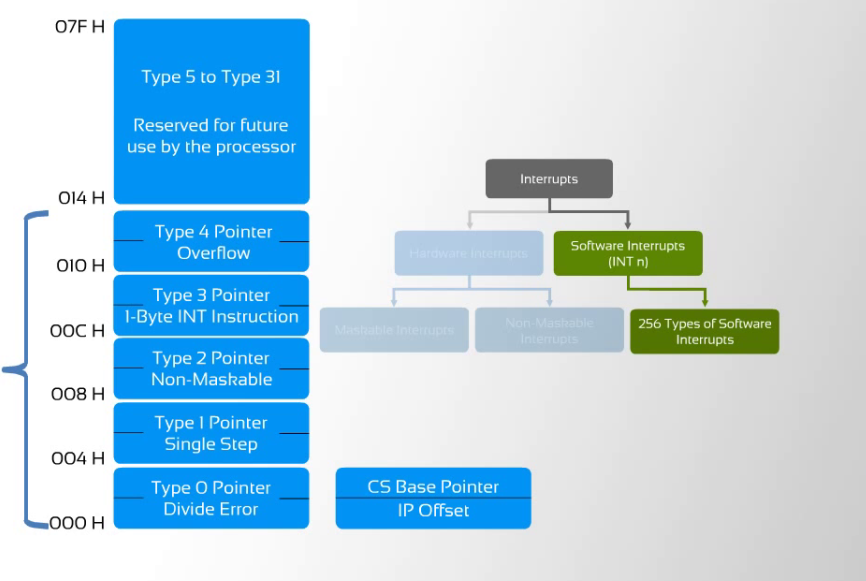 07F H
Type 5 to Type 31
Reserved for future
use by the processor
014 H
Type 4 Pointer
Overflow
010 H
Type 3 Pointer
1-Byte INT Instruction
00C H
Type 2 Pointer
Non-Maskable
008 H
Type 1 Pointer
Single Step
004 H
Type 0 Pointer
Divide Error
000 H
CS Base Pointer
IP Offset
Interrupts
Hardware Interrupts
Software Interrupts
(INT n)
Maskable Interrupts
Non-Maskable
Interrupts
256 Types of Software
Interrupts